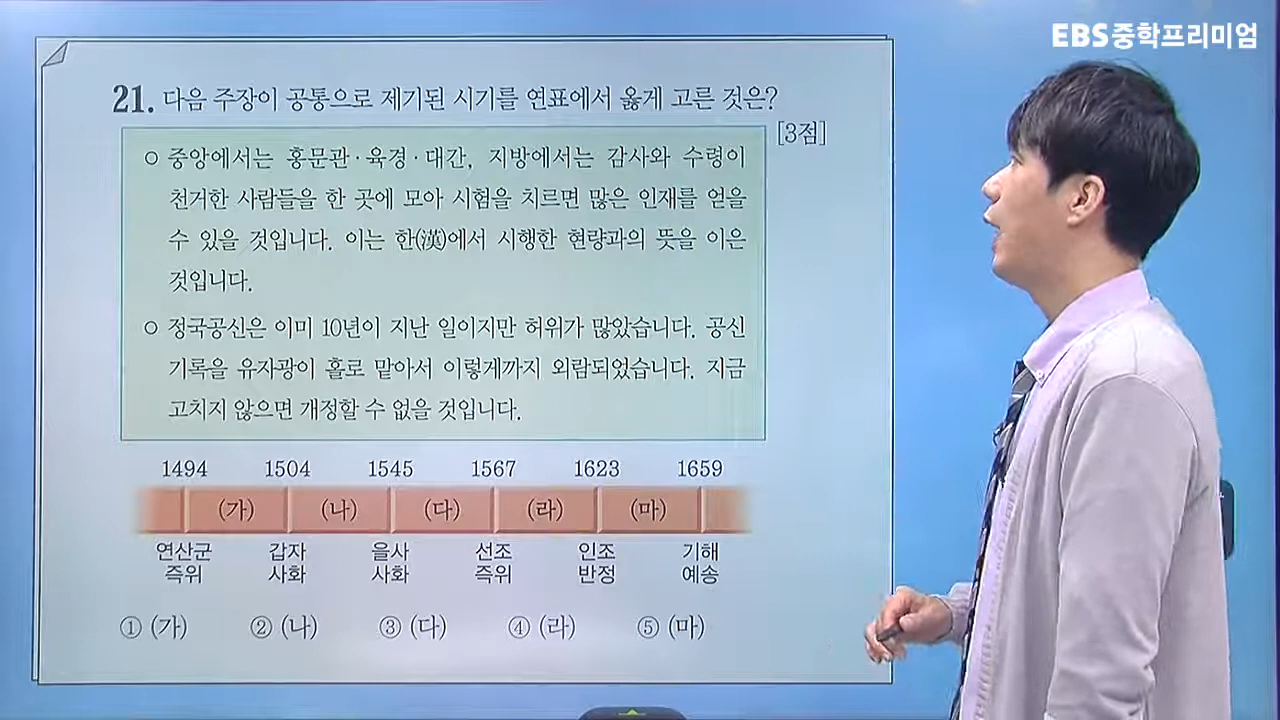 EBS중학프리미엄
21. 다음 주장이 공통으로 제기된 시기를 연표에서 옳게 고른 것은?
[3점]
○ 중앙에서는 홍문관·육경·대간, 지방에서는 감사와 수령이
천거한 사람들을 한 곳에 모아 시험을 치르면 많은 인재를 얻을
수 있을 것입니다. 이는 한(漢)에서 시행한 현량과의 뜻을 이은
것입니다.
○ 정국공신은 이미 10년이 지난 일이지만 허위가 많았습니다. 공신
기록을 유자광이 홀로 맡아서 이렇게까지 외람되었습니다. 지금
고치지 않으면 개정할 수 없을 것입니다.
1494 1504 1545 1567 1623 1659
(가) (나) (다) (라) (마)
연산군 갑자 을사 선조 인조 기해
즉위 사화 사화 즉위 반정 예송
① (가) ② (나) ③ (다) ④ (라) ⑤ (마)